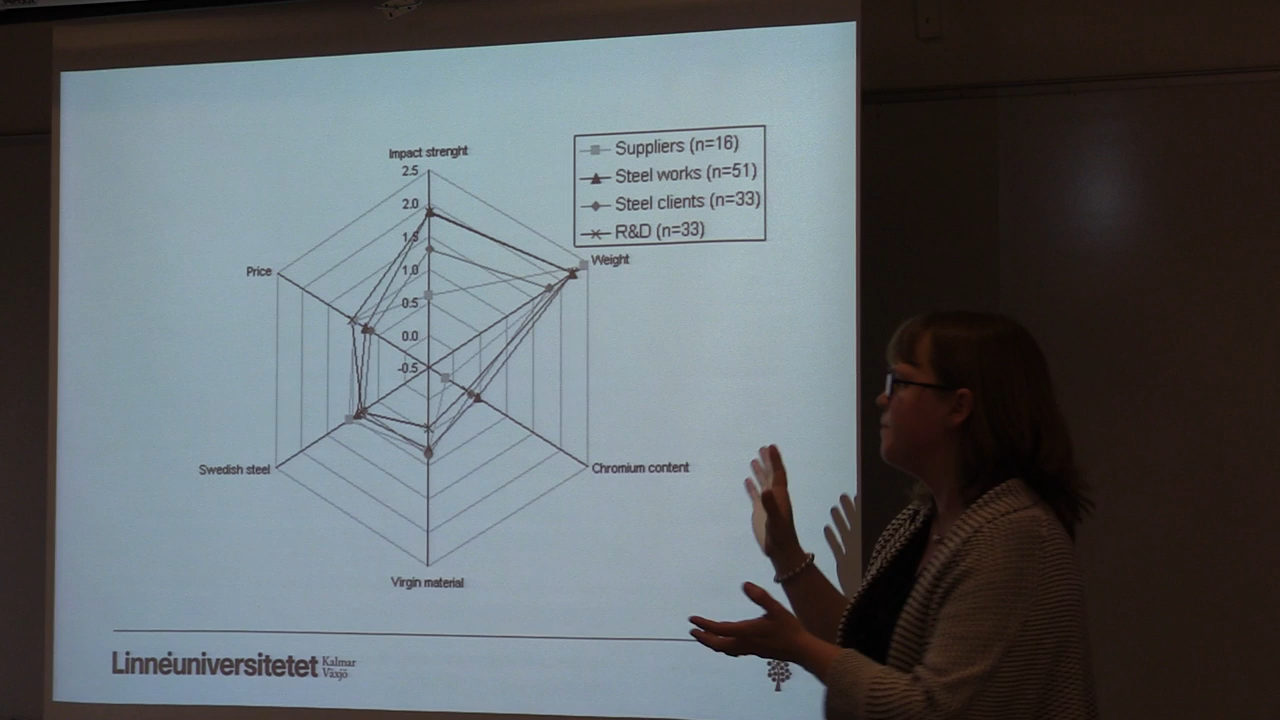 Impact strenght
2.5
2.0
1.5
1.0
0.5
0.0
-0.5
Suppliers (n=16)
Steel works (n=51)
Steel clients (n=33)
R&D (n=33)
Price
Weight
Swedish steel
Chromium content
Virgin material
Linnéuniversitetet Kalmar
Växjö